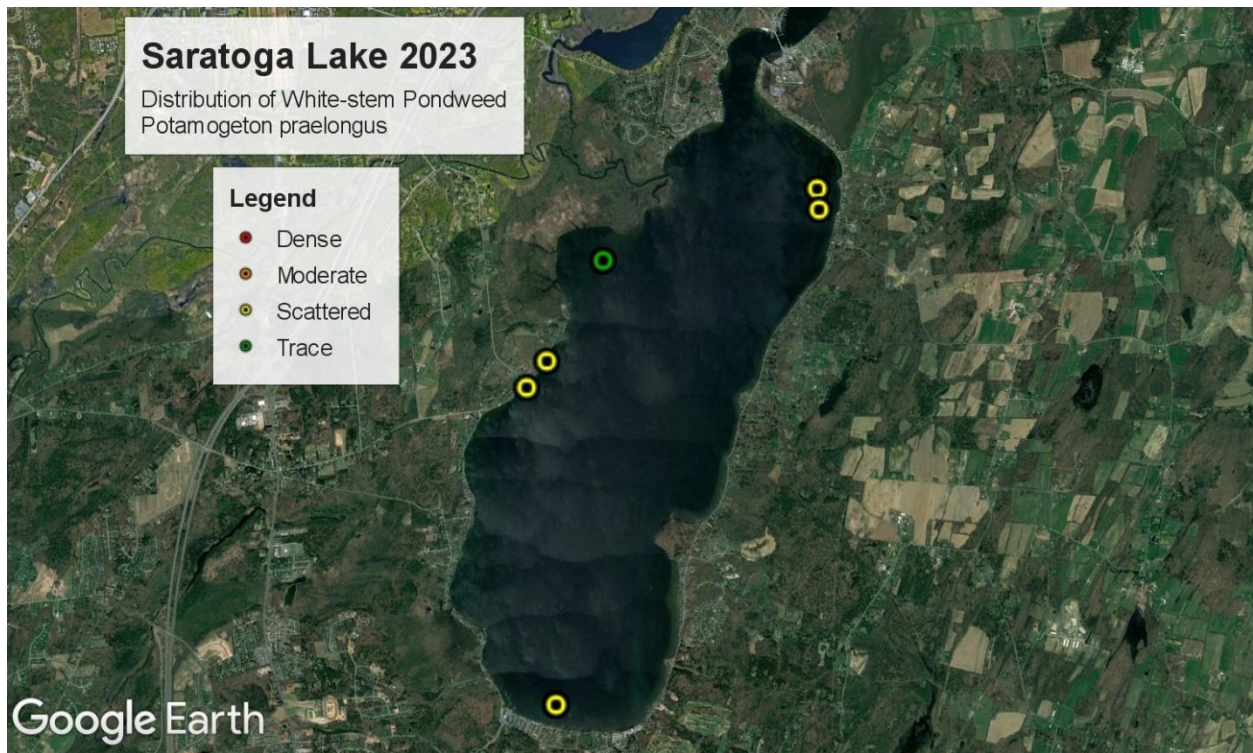 Saratoga Lake 2023
Distribution of White-stem Pondweed
Potamogeton praelongus
Legend
Dense
Moderate
Scattered
Trace
Google Earth